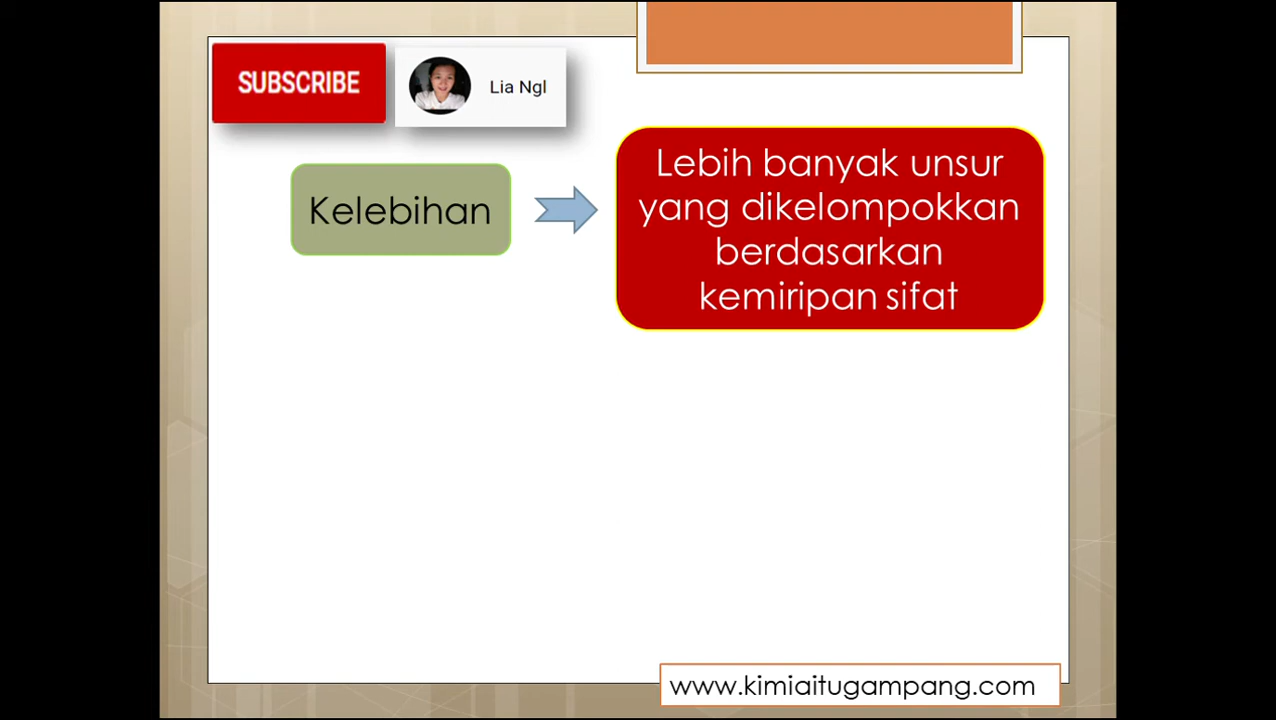 SUBSCRIBE
Lia Ngl
Kelebihan
Lebih banyak unsur
yang dikelompokkan
berdasarkan
kemiripan sifat
www.kimiaitugampang.com